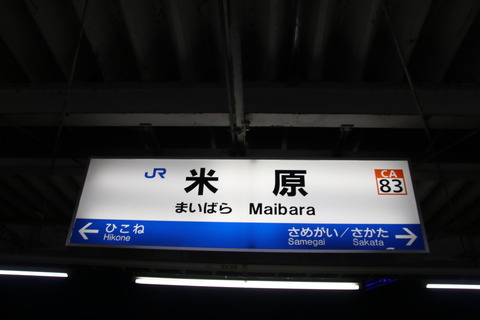 JR 米原 CA 83
まいばら Maibara
← ひこね さめがい／さかた →
Hikone Samegai Sakata